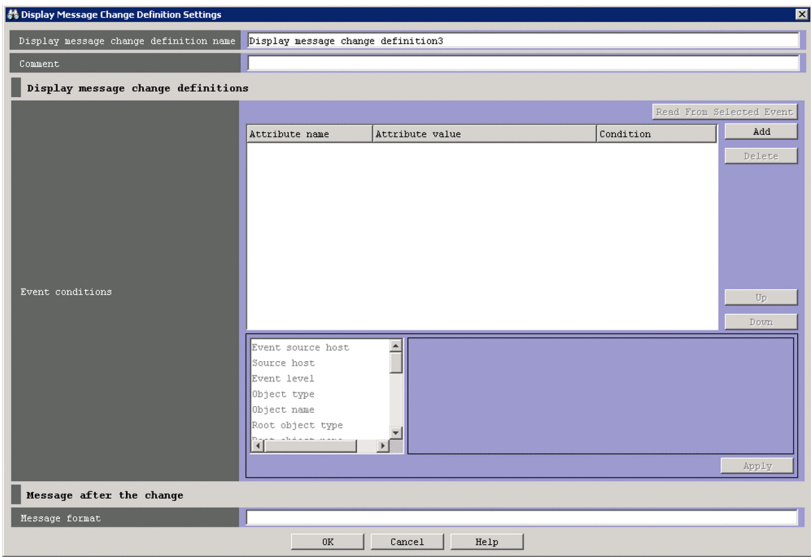 Display Message Change Definition Settings
Display message change definition name
Display message change definition3
Comment
Display message change definitions
Read From Selected Event
Attribute name
Attribute value
Condition
Add
Delete
Event conditions
Up
Down
Event source host
Source host
Event level
Object type
Object name
Root object type
Apply
Message after the change
Message format
OK
Cancel
Help